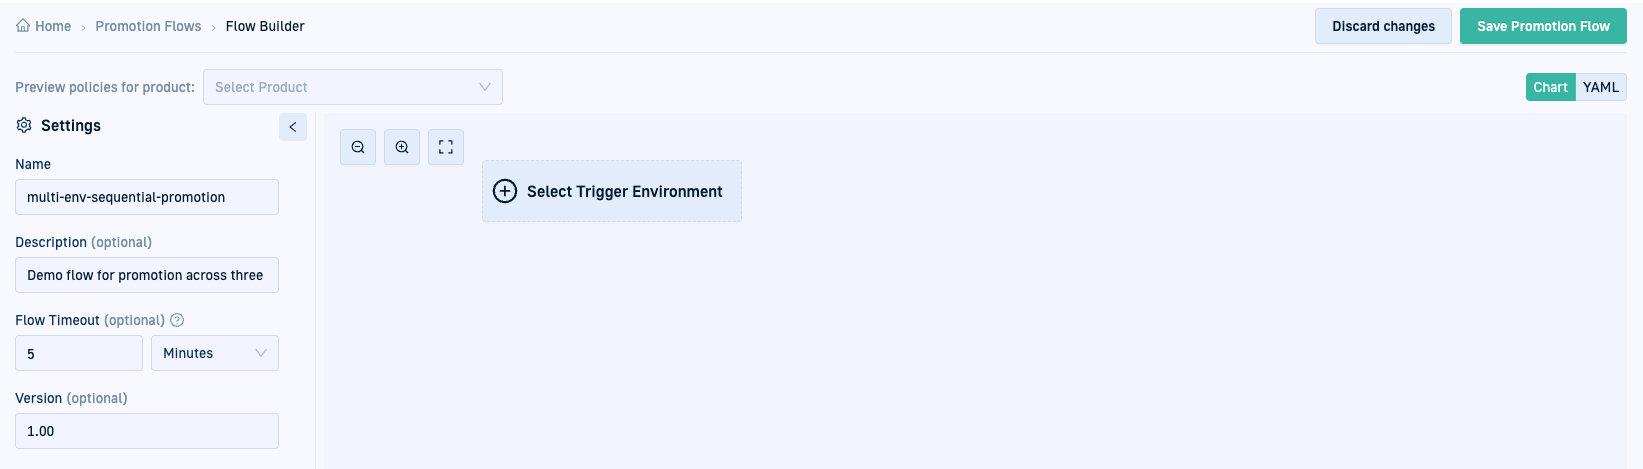 Home › Promotion Flows › Flow Builder
Discard changes
Save Promotion Flow
Preview policies for product:
Select Product
Chart
YAML
Settings
Select Trigger Environment
Name
multi-env-sequential-promotion
Description (optional)
Demo flow for promotion across three
Flow Timeout (optional)
5
Minutes
Version (optional)
1.00